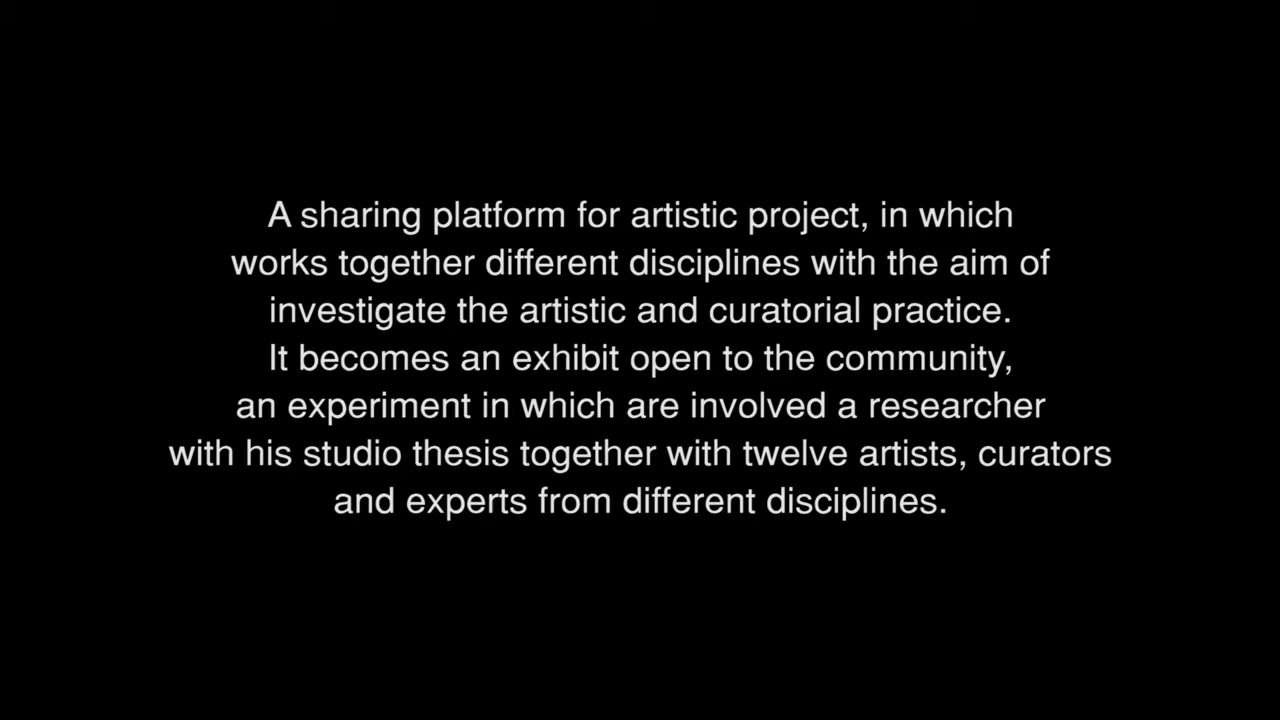 A sharing platform for artistic project, in which
works together different disciplines with the aim of
investigate the artistic and curatorial practice.
It becomes an exhibit open to the community,
an experiment in which are involved a researcher
with his studio thesis together with twelve artists, curators
and experts from different disciplines.